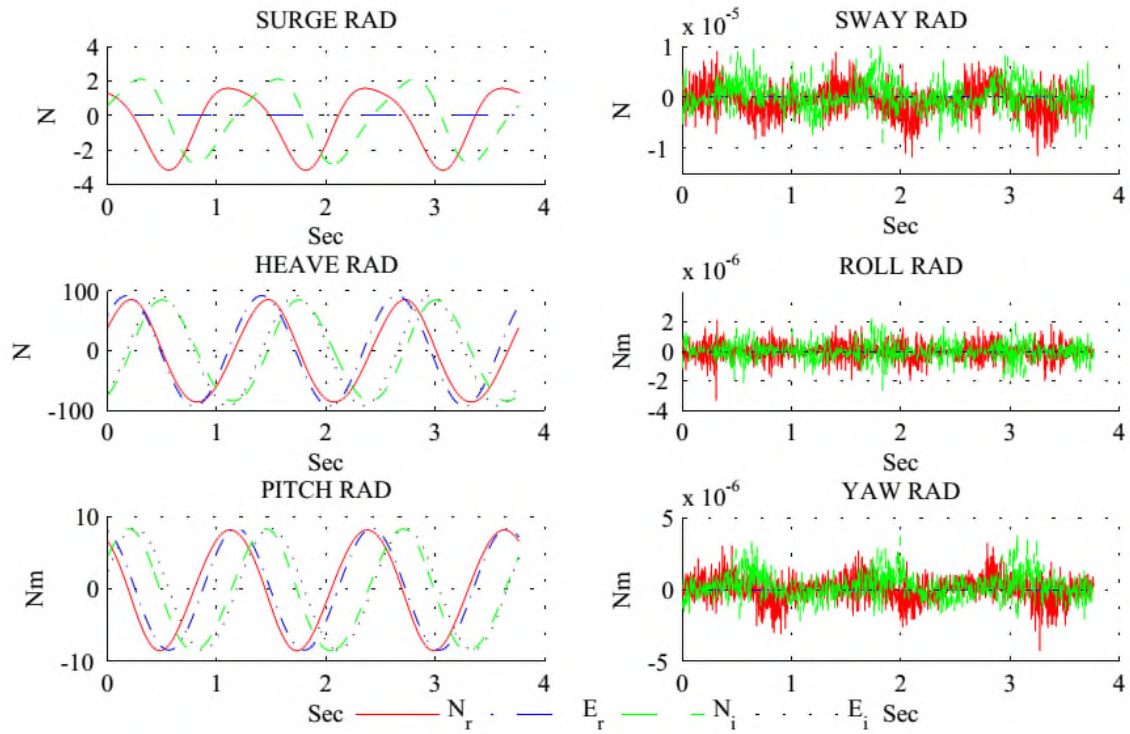 SURGE RAD
4
2
0
-2
-4
N
0 1 2 3 4
Sec
SWAY RAD
x 10^-5
1
0
-1
N
0 1 2 3 4
Sec
HEAVE RAD
100
0
-100
N
0 1 2 3 4
Sec
ROLL RAD
x 10^-6
2
0
-2
-4
Nm
0 1 2 3 4
Sec
PITCH RAD
10
0
-10
Nm
0 1 2 3 4
Sec
YAW RAD
x 10^-6
5
0
-5
Nm
0 1 2 3 4
Sec
N_r E_r N_i E_i